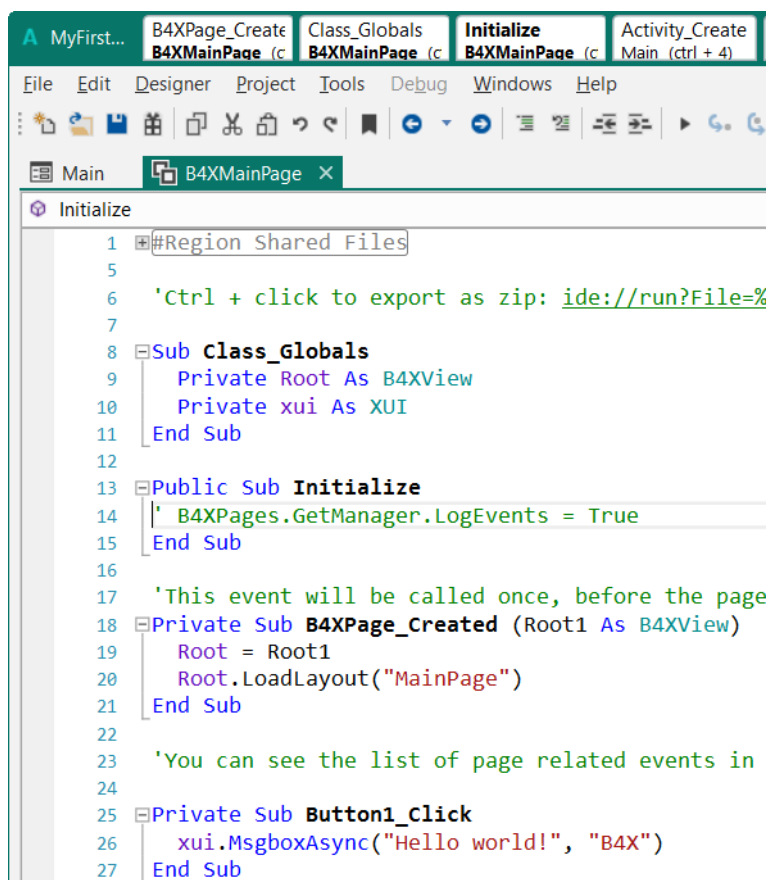 A MyFirst...
B4XPage_Create
B4XMainPage (c
Class_Globals
B4XMainPage (c
Initialize
B4XMainPage (c
Activity_Create
Main (ctrl + 4)
File Edit Designer Project Tools Debug Windows Help
Main B4XMainPage ×
Initialize
1 #Region Shared Files
5
6 'Ctrl + click to export as zip: ide://run?File=%
7
8 Sub Class_Globals
9 Private Root As B4XView
10 Private xui As XUI
11 End Sub
12
13 Public Sub Initialize
14 ' B4XPages.GetManager.LogEvents = True
15 End Sub
16
17 'This event will be called once, before the page
18 Private Sub B4XPage_Created (Root1 As B4XView)
19 Root = Root1
20 Root.LoadLayout("MainPage")
21 End Sub
22
23 'You can see the list of page related events in
24
25 Private Sub Button1_Click
26 xui.MsgboxAsync("Hello world!", "B4X")
27 End Sub